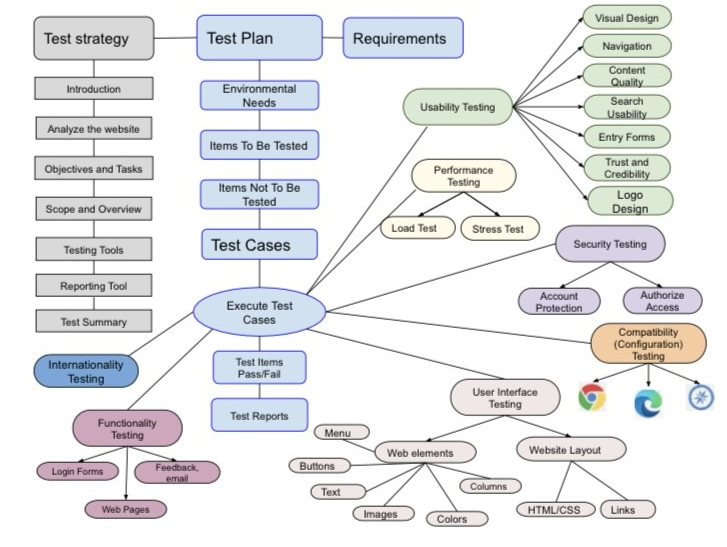 Test strategy
Introduction
Analyze the website
Objectives and Tasks
Scope and Overview
Testing Tools
Reporting Tool
Test Summary
Test Plan
Requirements
Environmental
Needs
Items To Be Tested
Items Not To Be
Tested
Test Cases
Execute Test
Cases
Test Items
Pass/Fail
Test Reports
Usability Testing
Visual Design
Navigation
Content
Quality
Search
Usability
Entry Forms
Trust and
Credibility
Logo
Design
Performance
Testing
Load Test
Stress Test
Security Testing
Account
Protection
Authorize
Access
Compatibility
(Configuration)
Testing
Internationality
Testing
Functionality
Testing
Login Forms
Feedback,
email
Web Pages
User Interface
Testing
Web elements
Menu
Buttons
Text
Images
Colors
Columns
Website Layout
HTML/CSS
Links